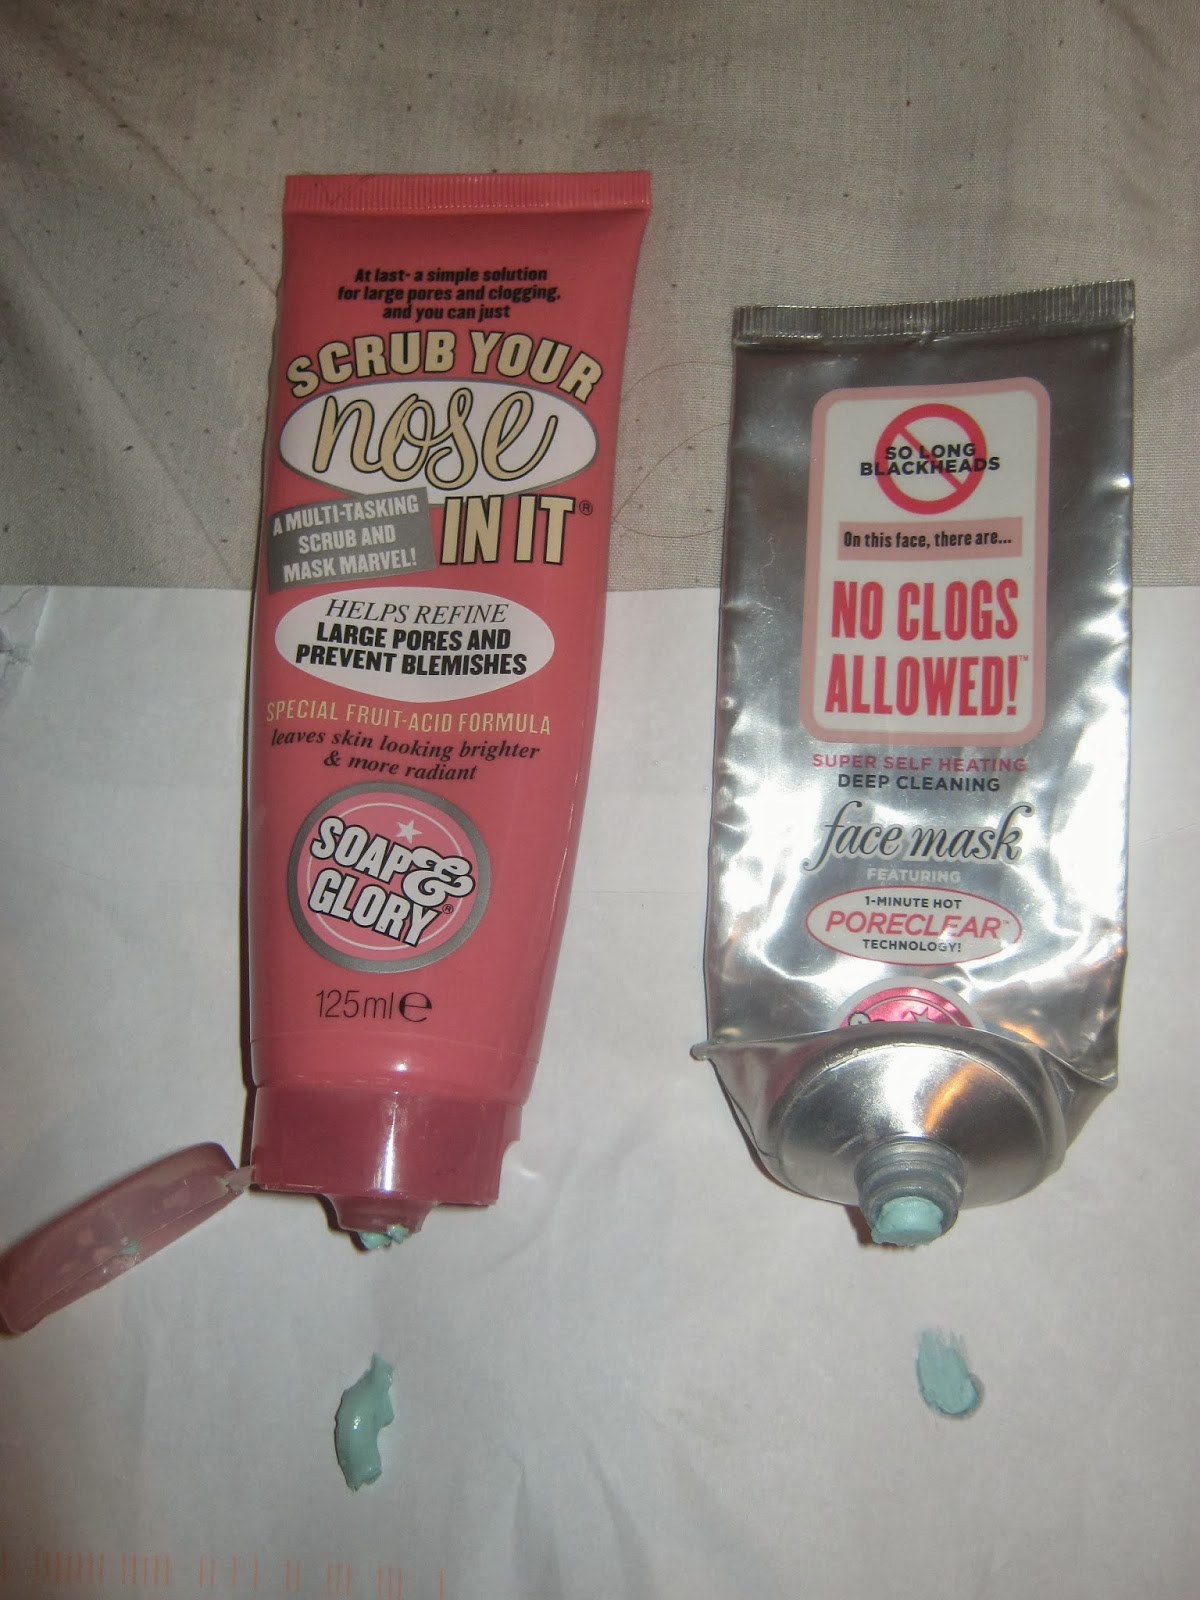 At last- a simple solution
for large pores and clogging,
and you can just
SCRUB YOUR
nose
IN IT®
A MULTI-TASKING
SCRUB AND
MASK MARVEL!
HELPS REFINE
LARGE PORES AND
PREVENT BLEMISHES
SPECIAL FRUIT-ACID FORMULA
leaves skin looking brighter
& more radiant
SOAP &
GLORY®
125ml e
SO LONG
BLACKHEADS
On this face, there are...
NO CLOGS
ALLOWED!™
SUPER SELF HEATING
DEEP CLEANING
face mask
FEATURING
1-MINUTE HOT
PORECLEAR™
TECHNOLOGY!